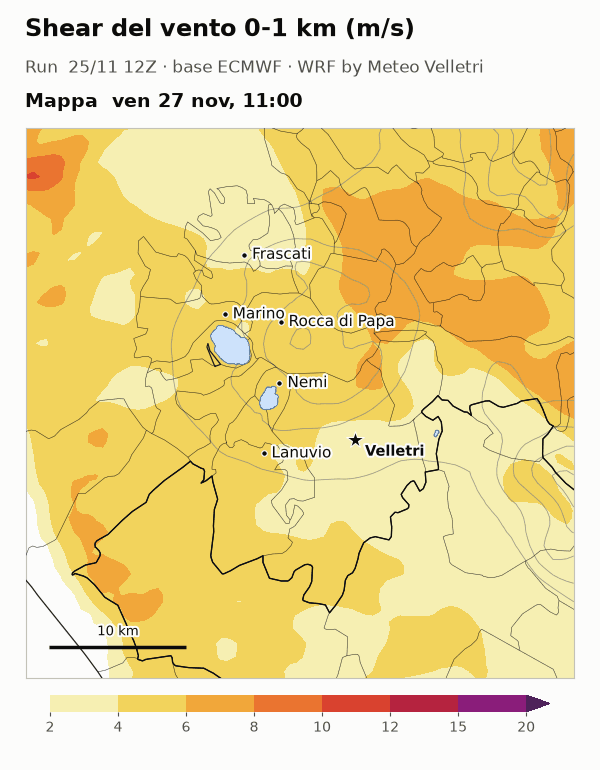 Shear del vento 0-1 km (m/s)
Run  25/11 12Z · base ECMWF · WRF by Meteo Velletri
Mappa  ven 27 nov, 11:00
Frascati
Marino
Rocca di Papa
Nemi
Velletri
Lanuvio
10 km
2 4 6 8 10 12 15 20